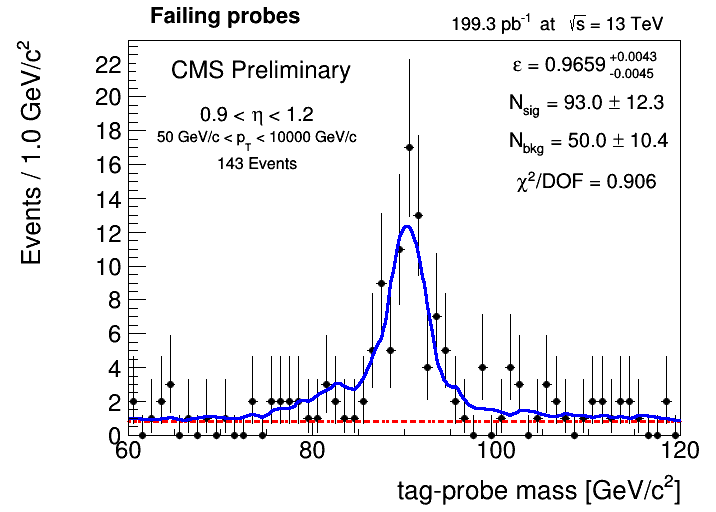 Failing probes
199.3 pb⁻¹ at √s = 13 TeV
CMS Preliminary
0.9 < η < 1.2
50 GeV/c < p_T < 10000 GeV/c
143 Events
ε = 0.9659 +0.0043 -0.0045
N_sig = 93.0 ± 12.3
N_bkg = 50.0 ± 10.4
χ²/DOF = 0.906
Events / 1.0 GeV/c²
22
20
18
16
14
12
10
8
6
4
2
0
60 80 100 120
tag-probe mass [GeV/c²]